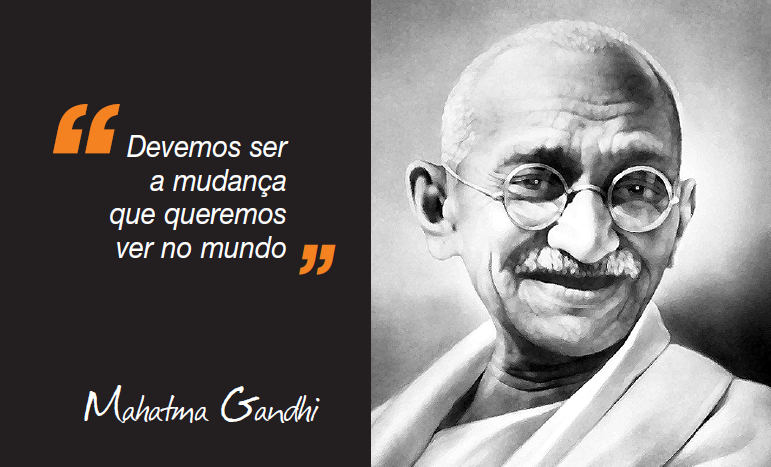 “Devemos ser
a mudança
que queremos
ver no mundo”
Mahatma Gandhi